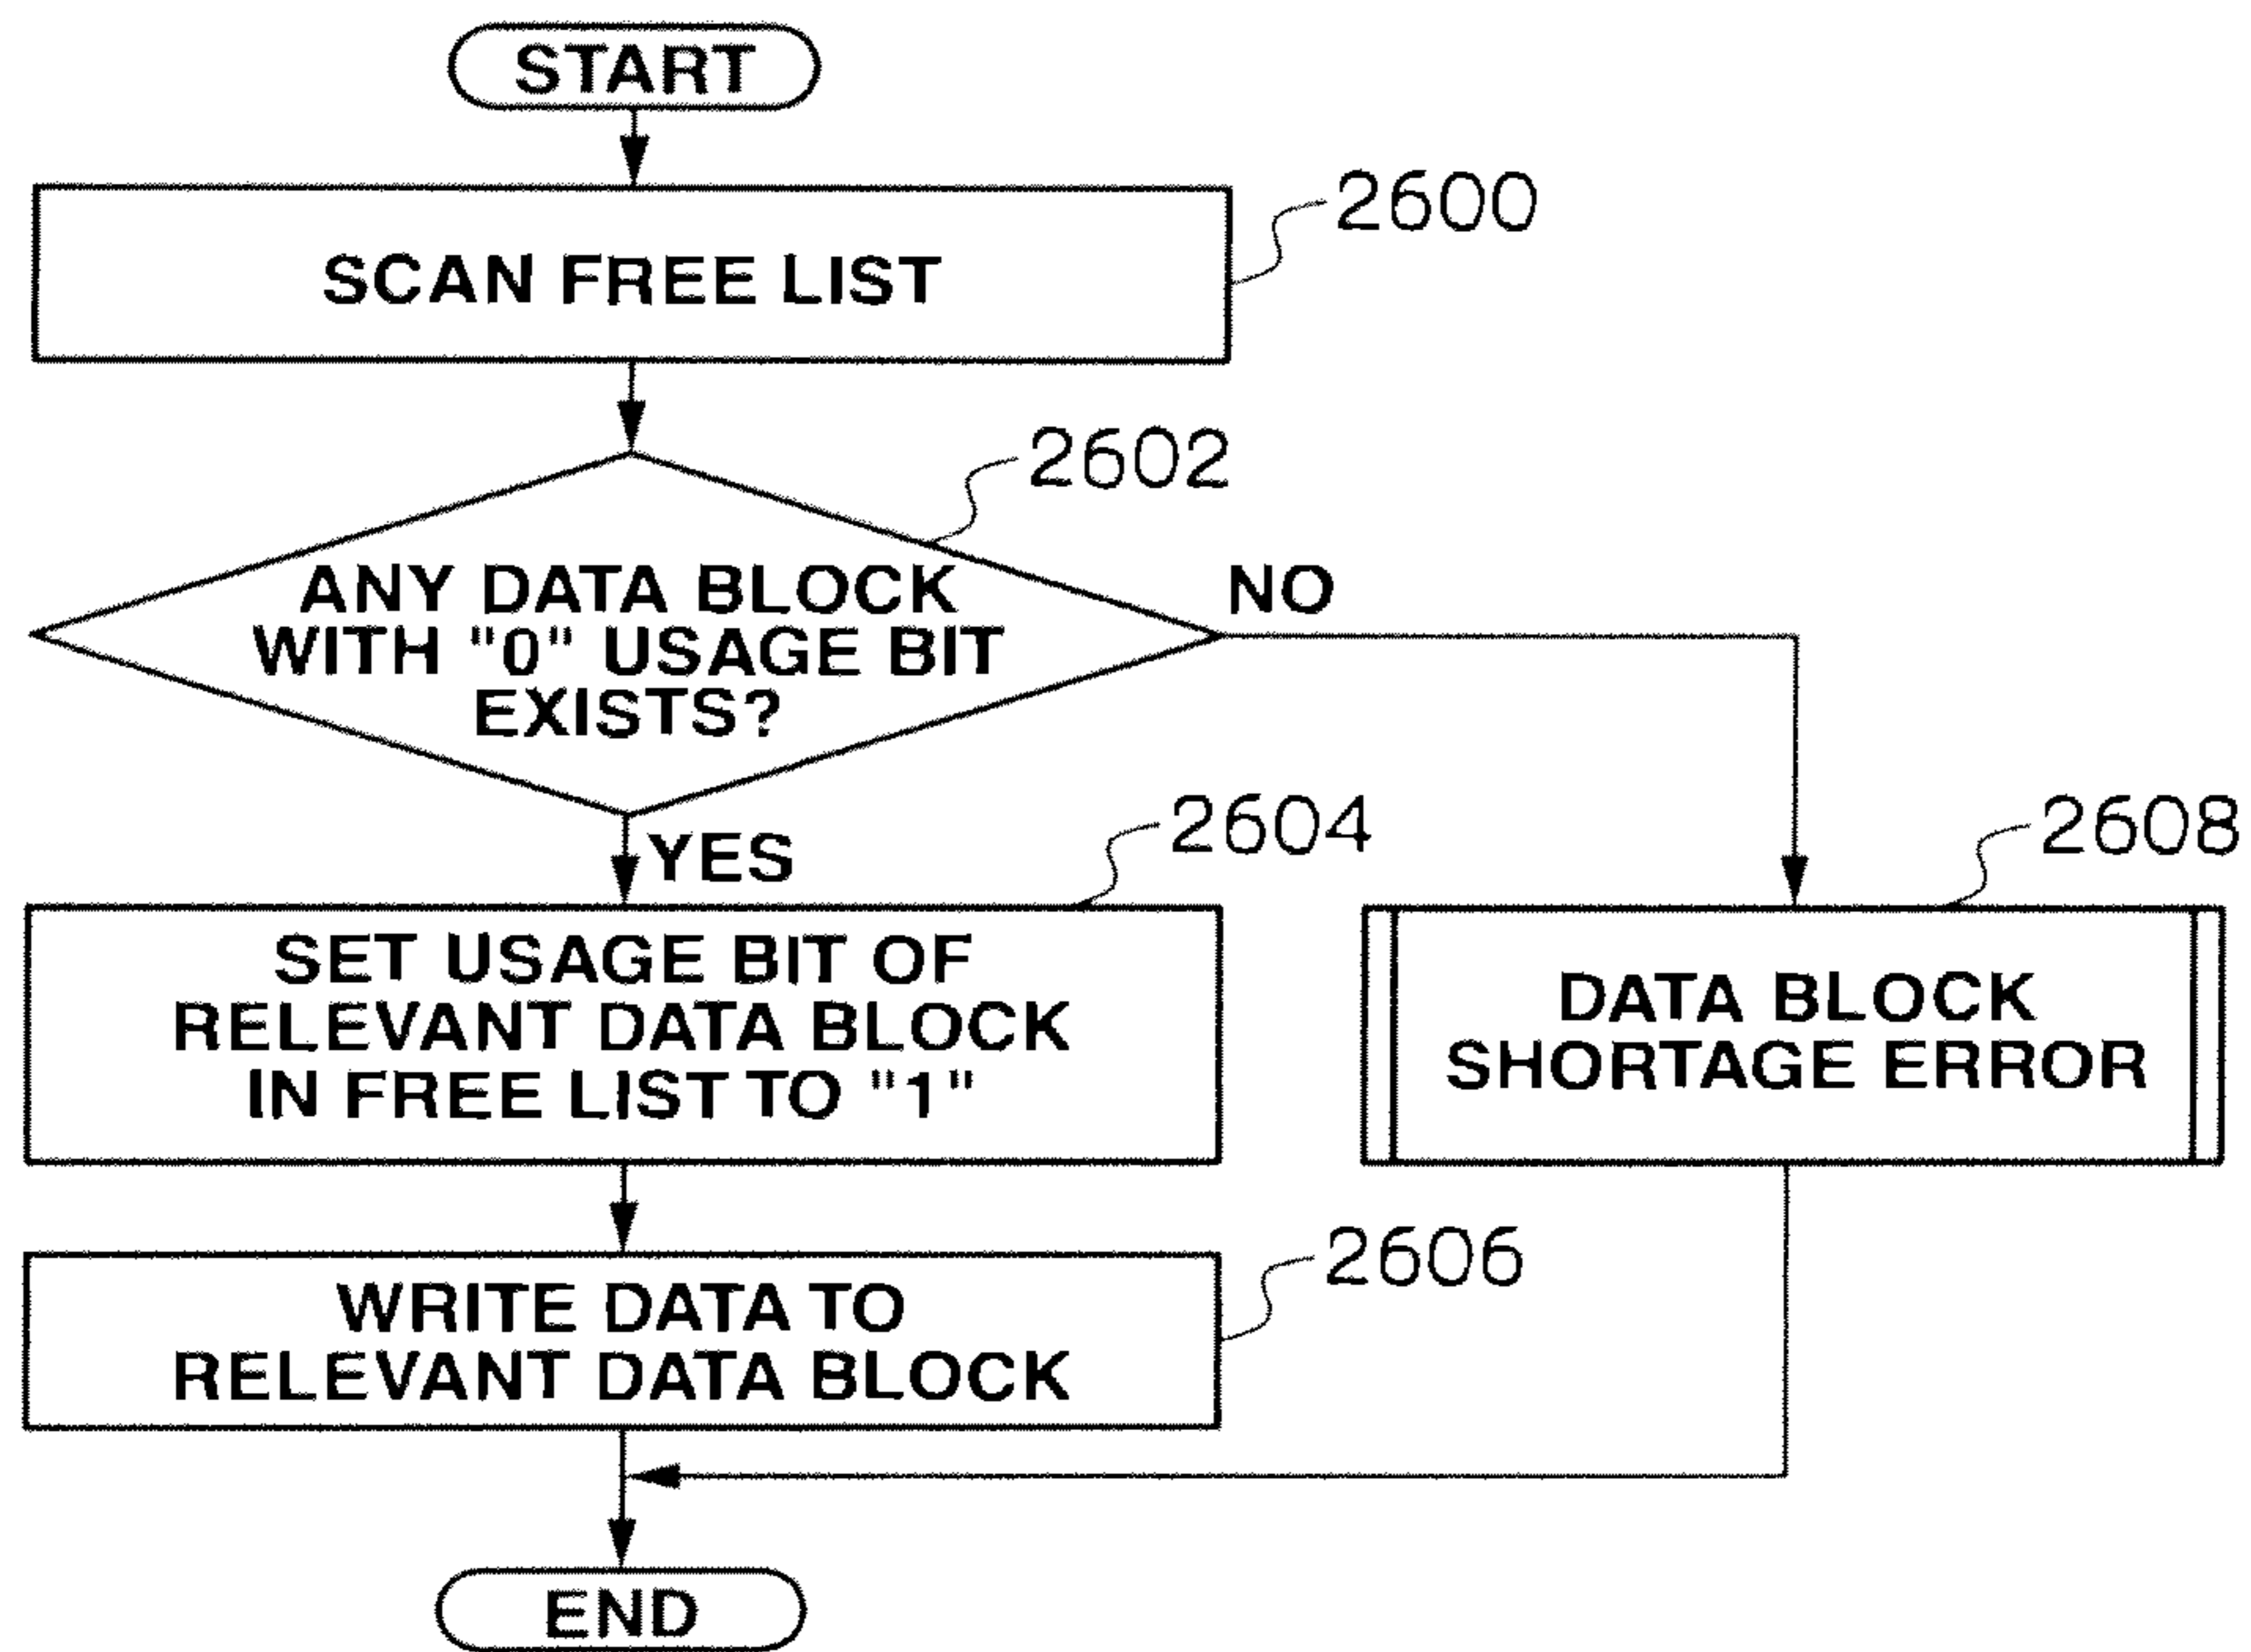 START
SCAN FREE LIST
2600
2602
ANY DATA BLOCK
WITH "0" USAGE BIT
EXISTS?
NO
YES
2604
SET USAGE BIT OF
RELEVANT DATA BLOCK
IN FREE LIST TO "1"
2608
DATA BLOCK
SHORTAGE ERROR
2606
WRITE DATA TO
RELEVANT DATA BLOCK
END